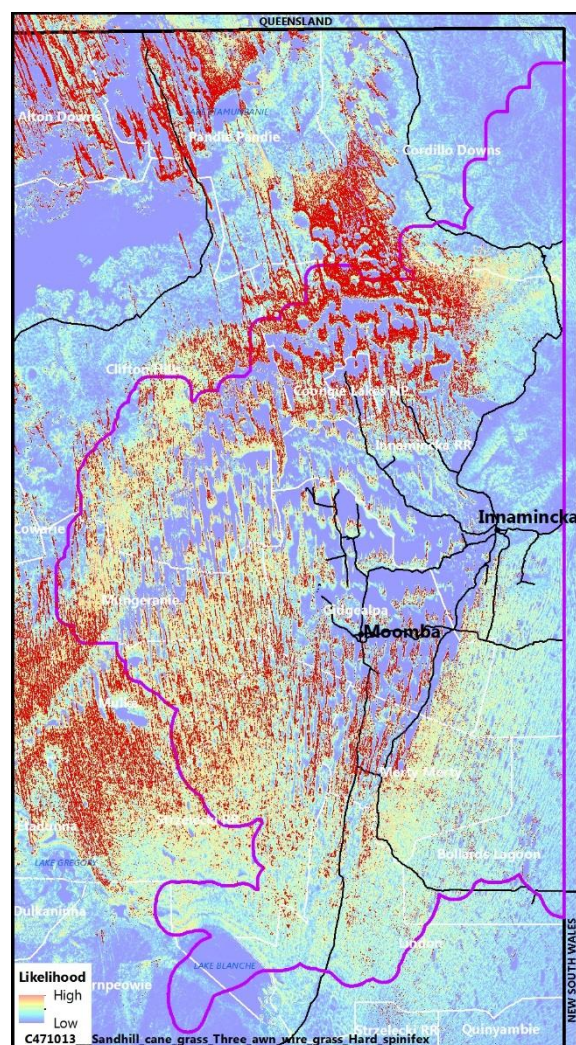 QUEENSLAND
Alton Downs
Pandie Pandie
Cordillo Downs
Clifton Hills
Coongie Lakes NP
Innamincka RR
Cowarie
Innamincka
Mungeranie
Gidgealpa
Moomba
Merty Merty
Etadunna
Bollards Lagoon
LAKE GREGORY
Dulkaninna
Lindon
LAKE BLANCHE
NEW SOUTH WALES
Likelihood
High
Low
Strzelecki RR
Quinyambie
C471013__Sandhill_cane_grass_Three_awn_wire_grass_Hard_spinifex